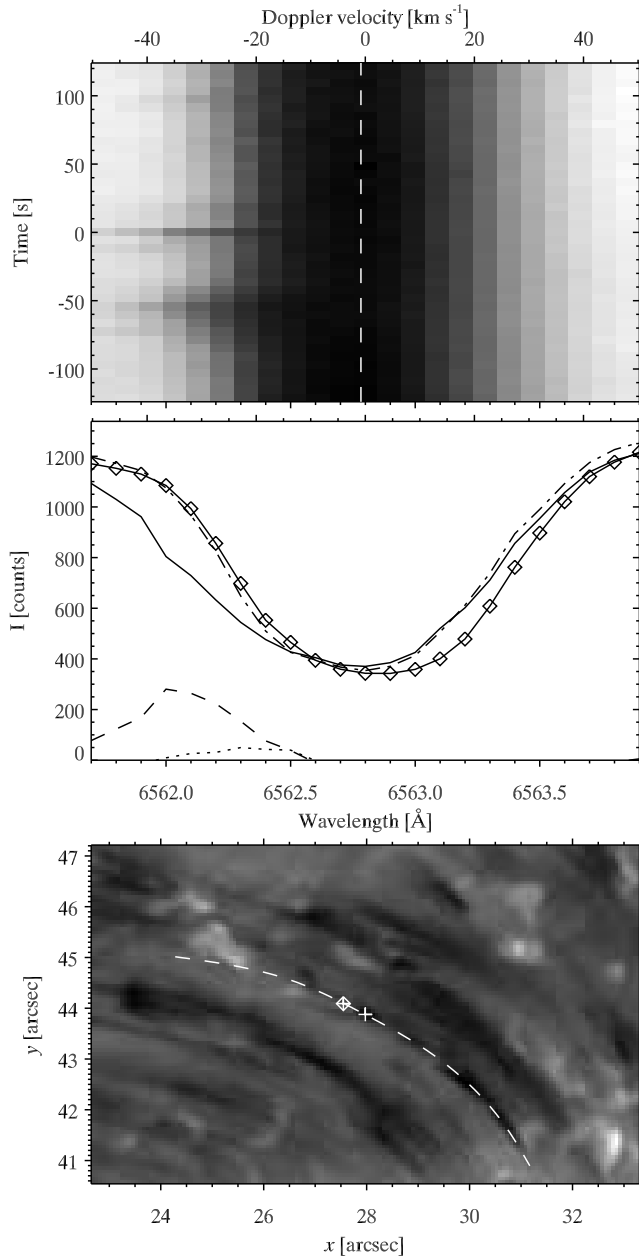 Doppler velocity [km s⁻¹]
-40 -20 0 20 40
100
50
0
-50
-100
Time [s]
1200
1000
800
600
400
200
0
I [counts]
6562.0 6562.5 6563.0 6563.5
Wavelength [Å]
47
46
45
44
43
42
41
y [arcsec]
24 26 28 30 32
x [arcsec]